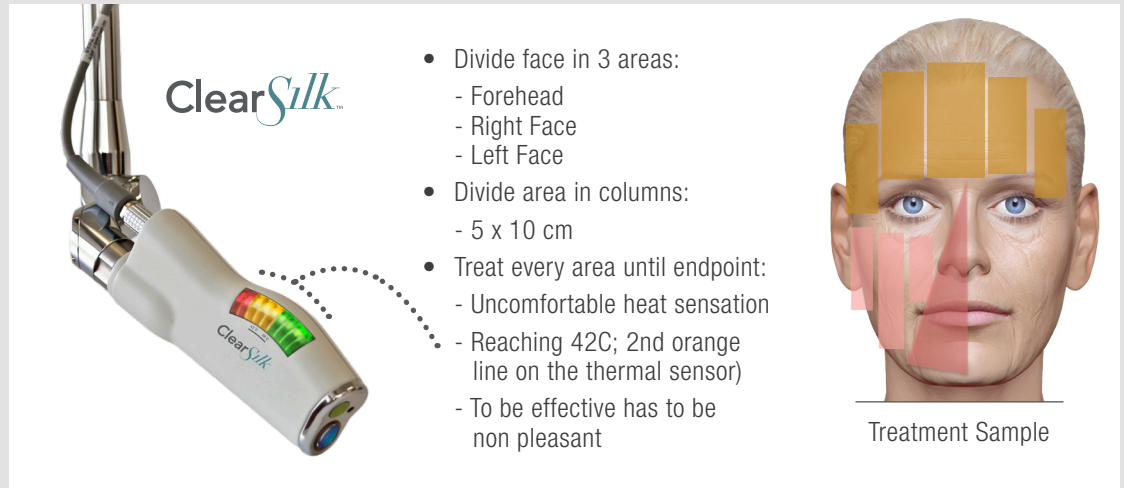 ClearSilk™
• Divide face in 3 areas:
- Forehead
- Right Face
- Left Face
• Divide area in columns:
- 5 x 10 cm
• Treat every area until endpoint:
- Uncomfortable heat sensation
- Reaching 42C; 2nd orange
line on the thermal sensor)
- To be effective has to be
non pleasant
ClearSilk
Treatment Sample